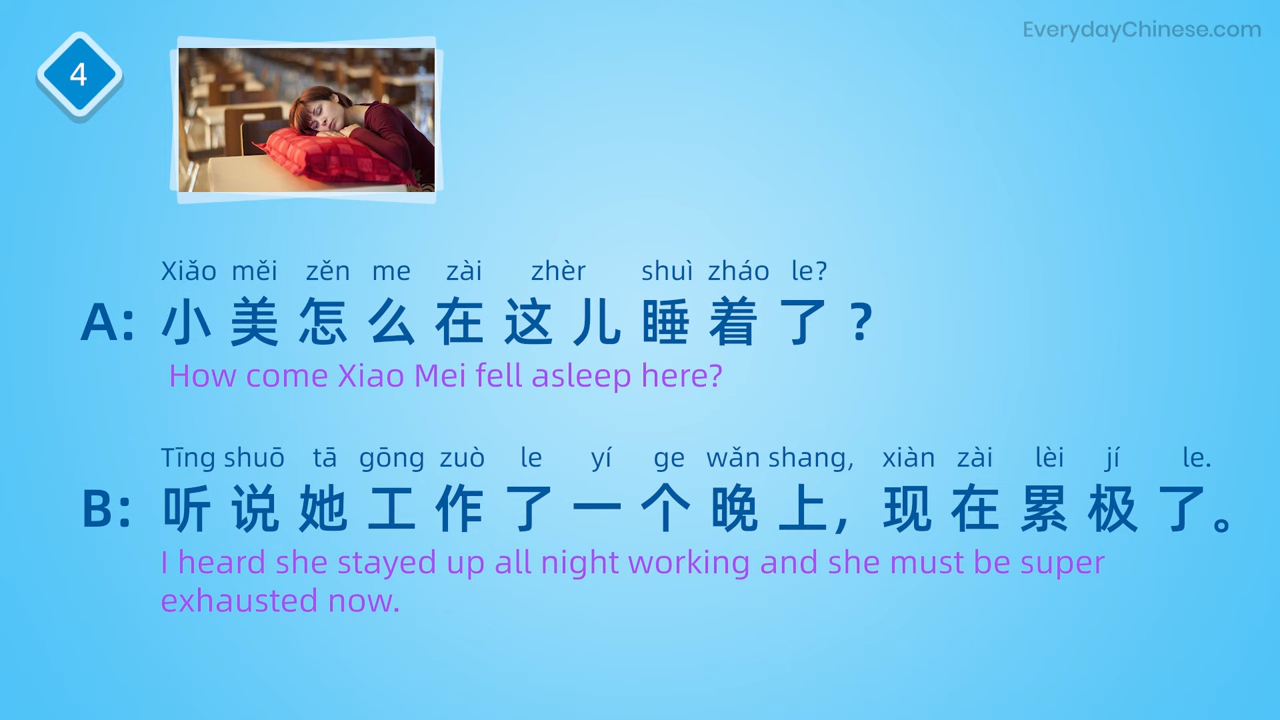 EverydayChinese.com
4
Xiǎo měi zěn me zài zhèr shuì zháo le?
A: 小美怎么在这儿睡着了？
How come Xiao Mei fell asleep here?
Tīng shuō tā gōng zuò le yí ge wǎn shang, xiàn zài lèi jí le.
B: 听说她工作了一个晚上, 现在累极了。
I heard she stayed up all night working and she must be super
exhausted now.